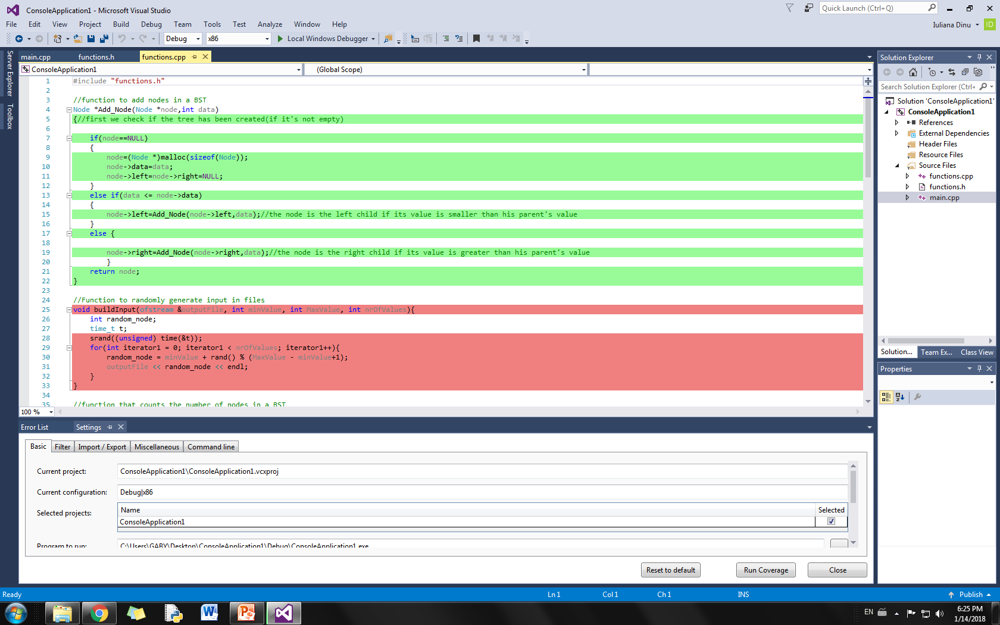 ConsoleApplication1 - Microsoft Visual Studio
Quick Launch (Ctrl+Q)
File Edit View Project Build Debug Team Tools Test Analyze Window Help
Iuliana Dinu ID
Debug x86 Local Windows Debugger
Server Explorer
Toolbox
main.cpp functions.h functions.cpp
ConsoleApplication1 (Global Scope)
1 #include "functions.h"
2
3 //function to add nodes in a BST
4 Node *Add_Node(Node *node,int data)
5 {//first we check if the tree has been created(if it's not empty)
6
7 if(node==NULL)
8 {
9 node=(Node *)malloc(sizeof(Node));
10 node->data=data;
11 node->left=node->right=NULL;
12 }
13 else if(data <= node->data)
14 {
15 node->left=Add_Node(node->left,data);//the node is the left child if its value is smaller than his parent's value
16 }
17 else {
18
19 node->right=Add_Node(node->right,data);//the node is the right child if its value is greater than his parent's value
20 }
21 return node;
22 }
23
24 //Function to randomly generate input in files
25 void buildInput(ofstream &outputFile, int minValue, int MaxValue, int nrOfValues){
26 int random_node;
27 time_t t;
28 srand((unsigned) time(&t));
29 for(int iterator1 = 0; iterator1 < nrOfValues; iterator1++){
30 random_node = minValue + rand() % (MaxValue - minValue+1);
31 outputFile << random_node << endl;
32 }
33 }
34
35 //function that counts the number of nodes in a BST
100 %
Solution Explorer
Search Solution Explorer (Ctrl+
Solution 'ConsoleApplication1'
ConsoleApplication1
References
External Dependencies
Header Files
Resource Files
Source Files
functions.cpp
functions.h
main.cpp
Solution... Team Ex... Class View
Properties
Error List Settings
Basic Filter Import / Export Miscellaneous Command line
Current project: ConsoleApplication1\ConsoleApplication1.vcxproj
Current configuration: Debug|x86
Selected projects: Name Selected
ConsoleApplication1
Program to run: C:\Users\GABY\Desktop\ConsoleApplication1\Debug\ConsoleApplication1.exe
Reset to default Run Coverage Close
Ready Ln 1 Col 1 Ch 1 INS Publish
EN 6:25 PM
1/14/2018